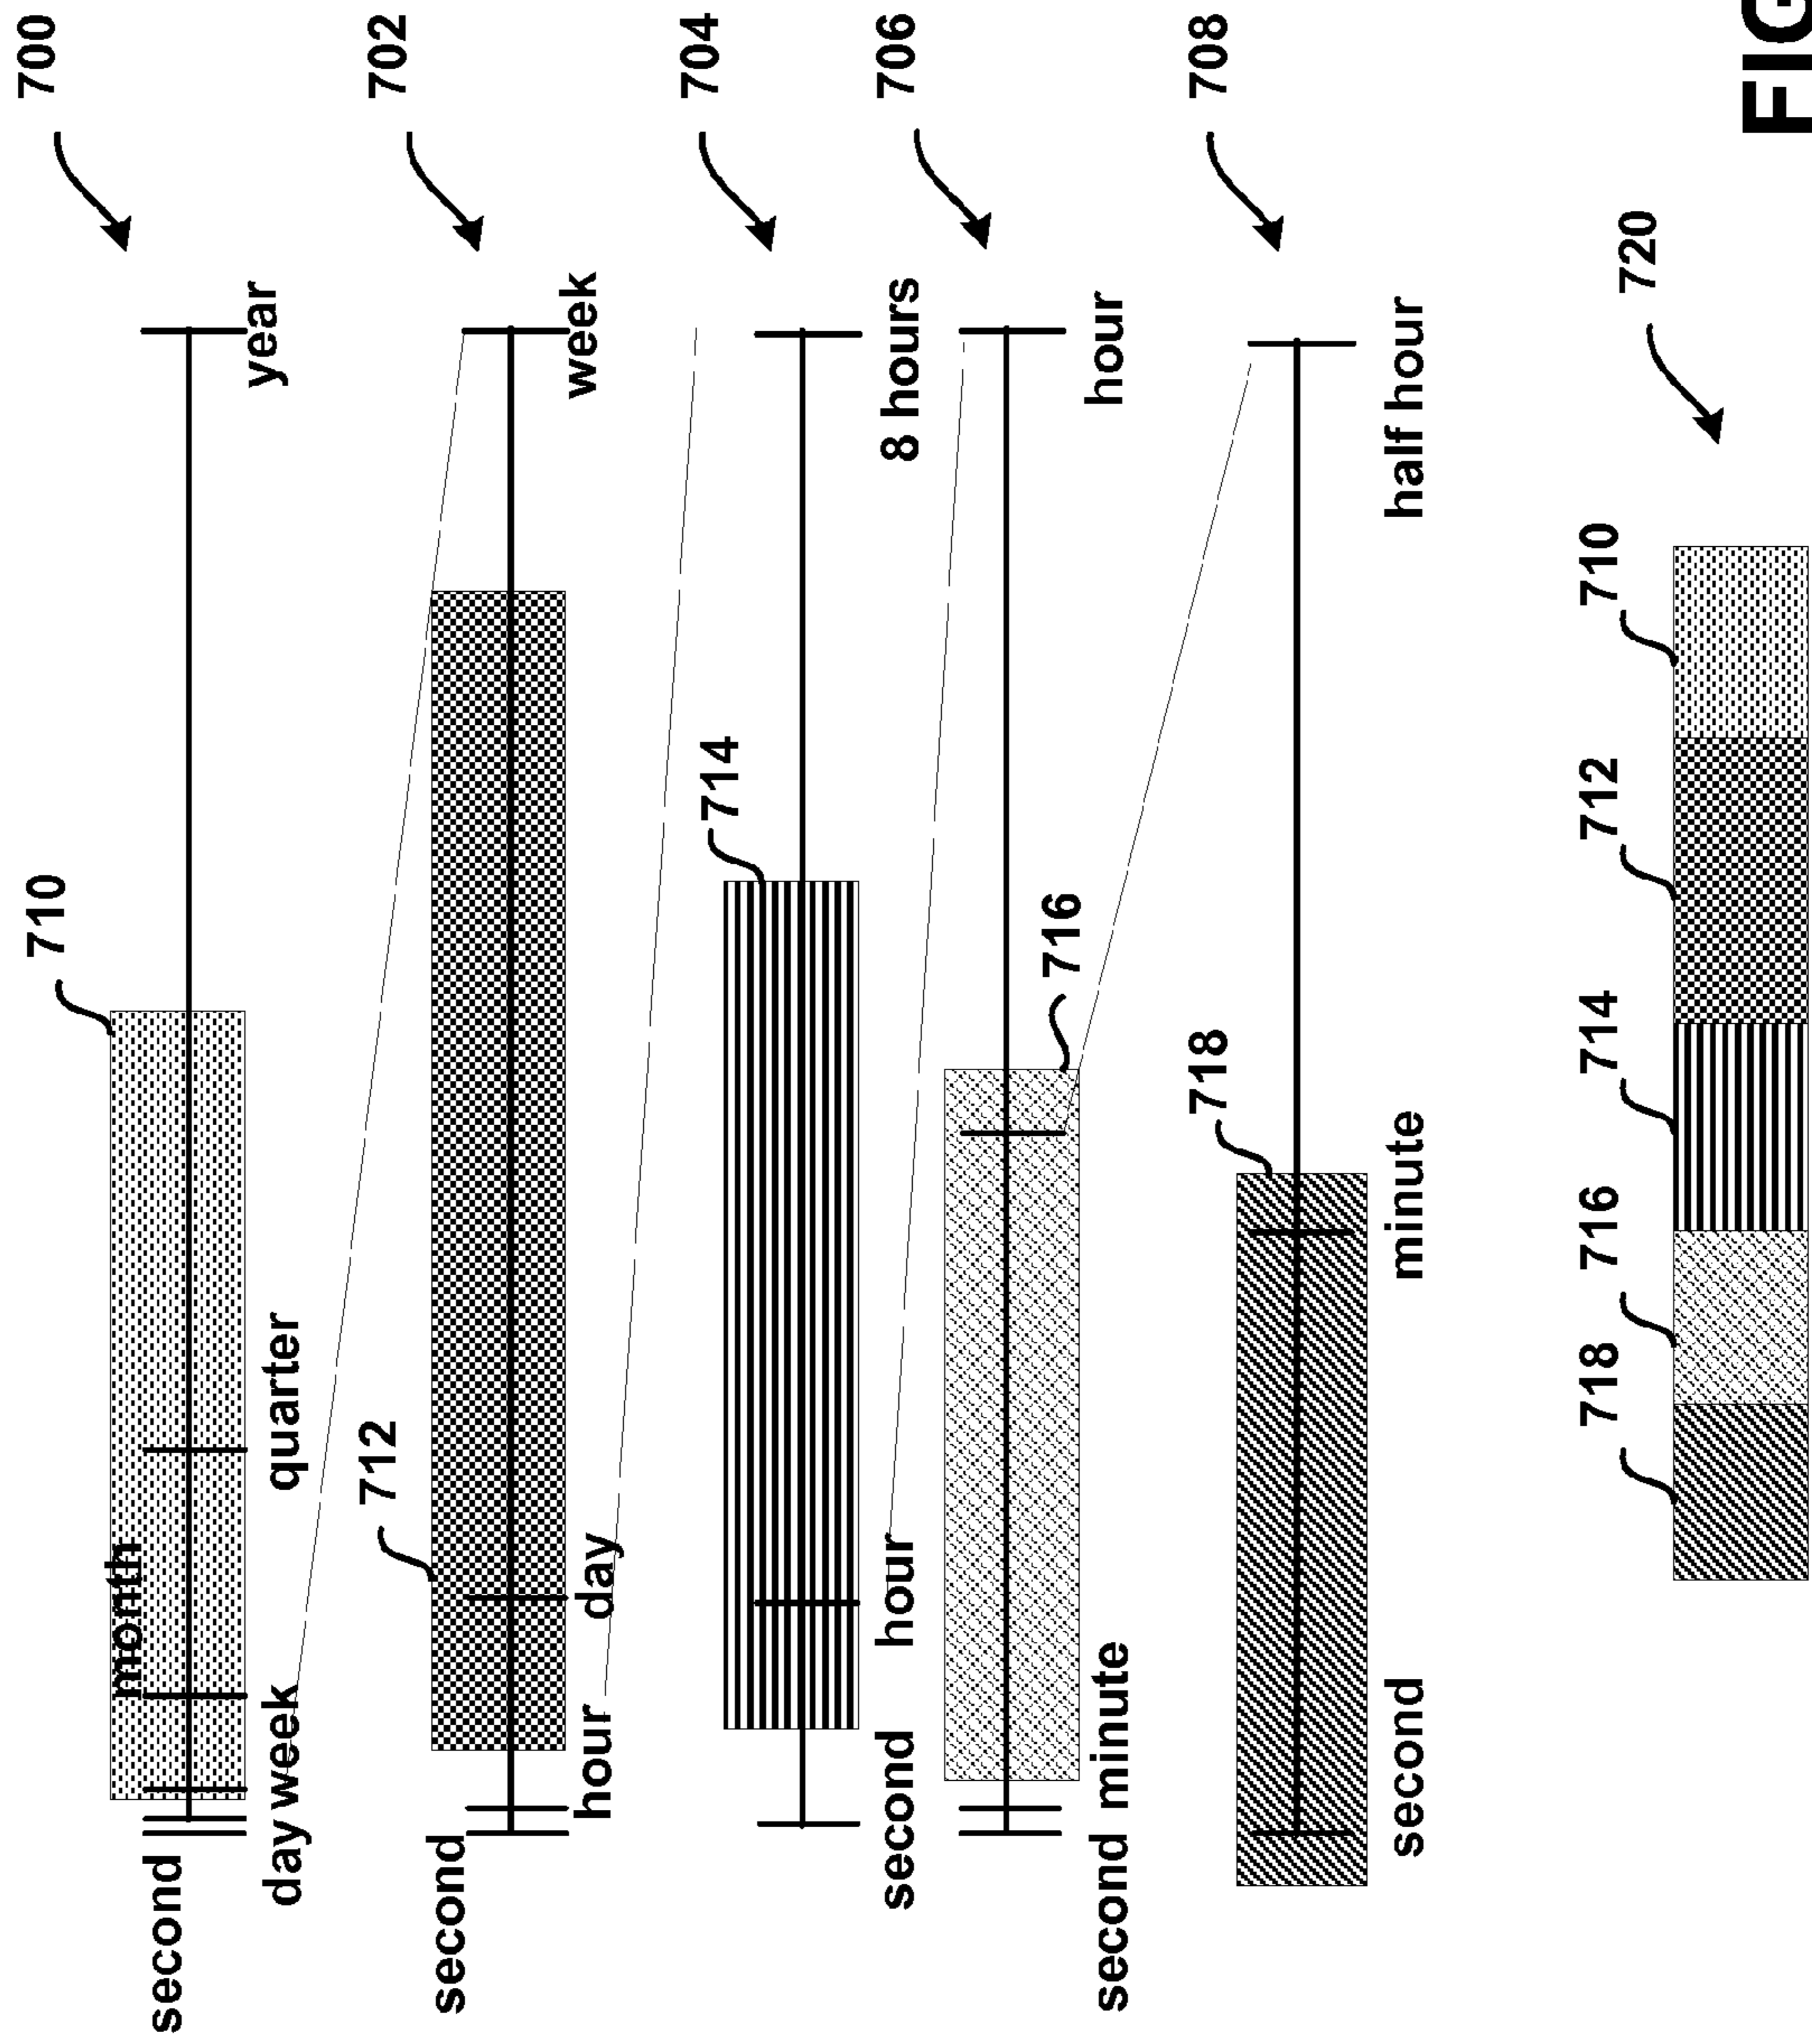 700
710
month
second
year
day week
quarter
702
712
second
week
hour
day
704
714
8 hours
second
hour
706
716
hour
second minute
708
718
half hour
second
minute
720
718
716
714
712
710
FIG